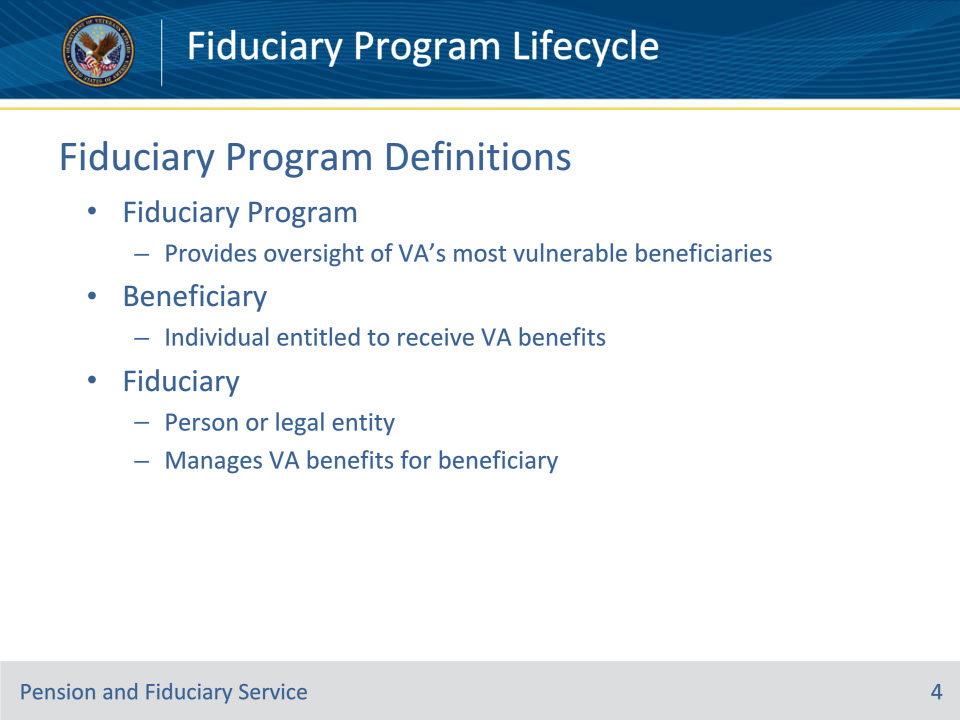 Fiduciary Program Lifecycle
Fiduciary Program Definitions
• Fiduciary Program
– Provides oversight of VA’s most vulnerable beneficiaries
• Beneficiary
– Individual entitled to receive VA benefits
• Fiduciary
– Person or legal entity
– Manages VA benefits for beneficiary
Pension and Fiduciary Service
4